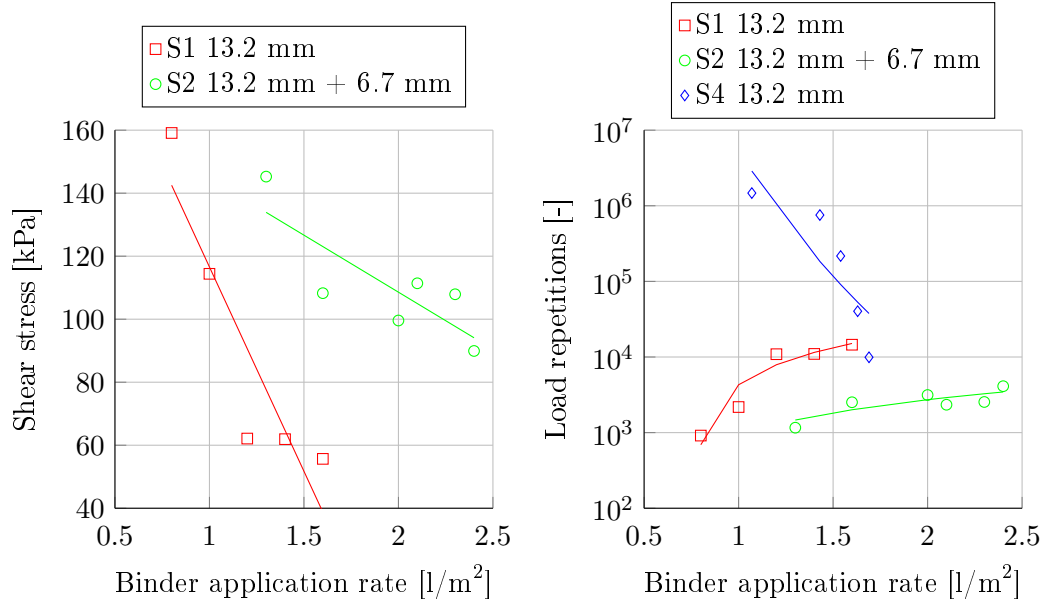 S1 13.2 mm
S2 13.2 mm + 6.7 mm
160
140
120
100
80
60
40
0.5 1 1.5 2 2.5
Shear stress [kPa]
Binder application rate [l/m²]
S1 13.2 mm
S2 13.2 mm + 6.7 mm
S4 13.2 mm
10⁷
10⁶
10⁵
10⁴
10³
10²
0.5 1 1.5 2 2.5
Load repetitions [-]
Binder application rate [l/m²]